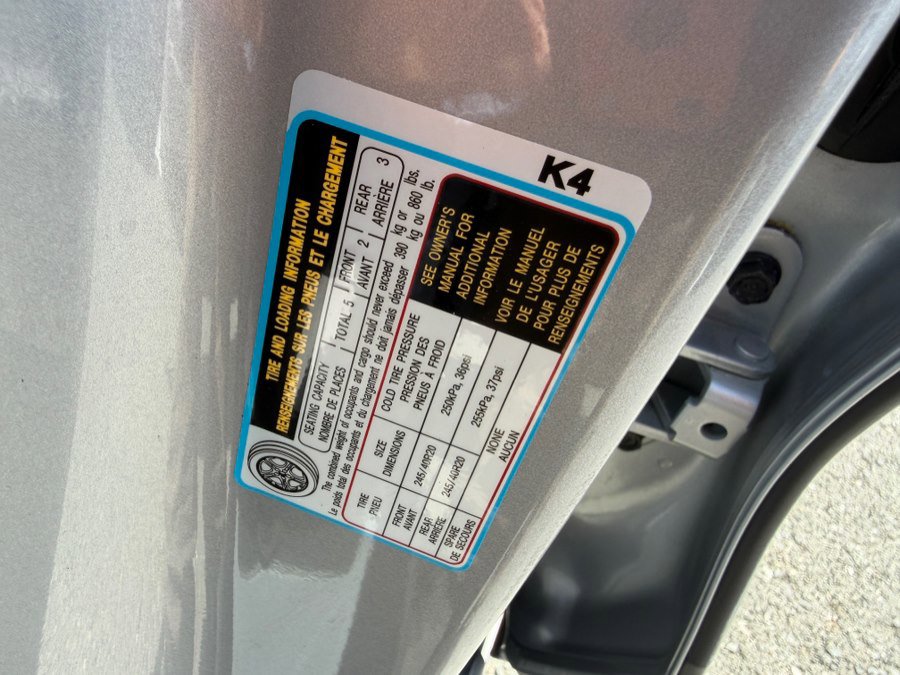 K4
TIRE AND LOADING INFORMATION
RENSEIGNEMENTS SUR LES PNEUS ET LE CHARGEMENT
SEATING CAPACITY
NOMBRE DE PLACES
TOTAL 5
FRONT
AVANT 2
REAR
ARRIÈRE 3
The combined weight of occupants and cargo should never exceed 390 kg or 860 lbs.
Le poids total des occupants et du chargement ne doit jamais dépasser 390 kg ou 860 lb.
TIRE
PNEU
SIZE
DIMENSIONS
COLD TIRE PRESSURE
PRESSION DES
PNEUS À FROID
FRONT
AVANT
245/40R20
250kPa, 36psi
REAR
ARRIÈRE
245/40R20
255kPa, 37psi
SPARE
DE SECOURS
NONE
AUCUN
SEE OWNER'S
MANUAL FOR
ADDITIONAL
INFORMATION
VOIR LE MANUEL
DE L'USAGER
POUR PLUS DE
RENSEIGNEMENTS